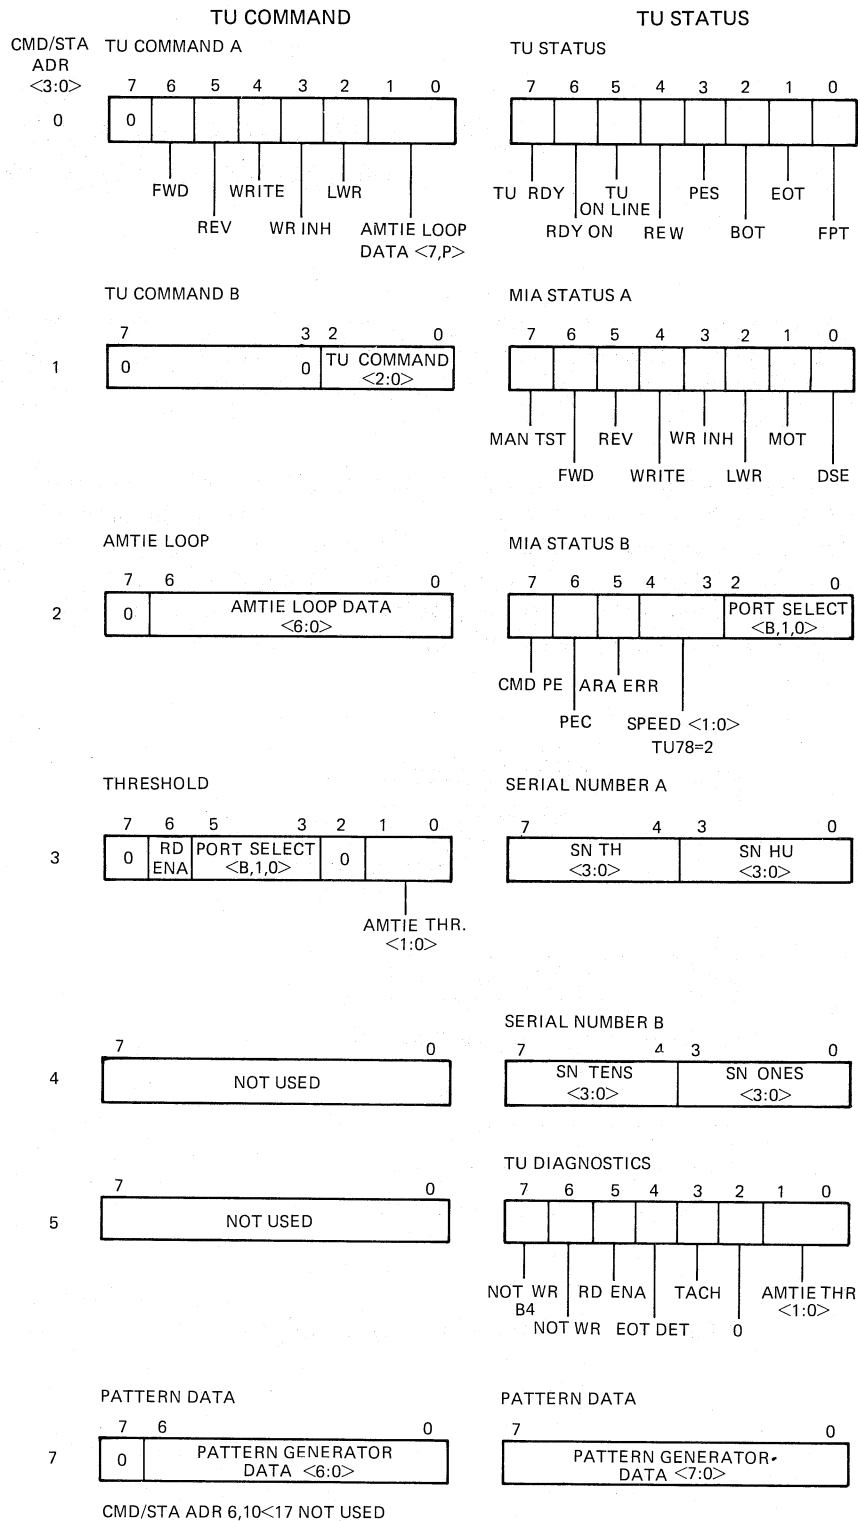 TU COMMAND
TU STATUS
CMD/STA
ADR
<3:0>
TU COMMAND A
TU STATUS
7 6 5 4 3 2 1 0
7 6 5 4 3 2 1 0
0
0
FWD WRITE LWR
REV WR INH AMTIE LOOP
DATA <7,P>
TU RDY TU PES EOT
ON LINE
RDY ON REW BOT FPT
TU COMMAND B
MIA STATUS A
7 3 2 0
7 6 5 4 3 2 1 0
1
0 0 TU COMMAND
<2:0>
MAN TST REV WR INH MOT
FWD WRITE LWR DSE
AMTIE LOOP
MIA STATUS B
7 6 0
7 6 5 4 3 2 0
2
0 AMTIE LOOP DATA
<6:0>
PORT SELECT
<B,1,0>
CMD PE ARA ERR
PEC SPEED <1:0>
TU78=2
THRESHOLD
SERIAL NUMBER A
7 6 5 3 2 1 0
7 4 3 0
3
0 RD PORT SELECT 0
ENA <B,1,0>
SN TH SN HU
<3:0> <3:0>
AMTIE THR.
<1:0>
SERIAL NUMBER B
7 0
7 4 3 0
4
NOT USED
SN TENS SN ONES
<3:0> <3:0>
TU DIAGNOSTICS
7 0
7 6 5 4 3 2 1 0
5
NOT USED
NOT WR RD ENA TACH AMTIE THR
B4 <1:0>
NOT WR EOT DET 0
PATTERN DATA
PATTERN DATA
7 6 0
7 0
7
0 PATTERN GENERATOR
DATA <6:0>
PATTERN GENERATOR
DATA <7:0>
CMD/STA ADR 6,10<17 NOT USED